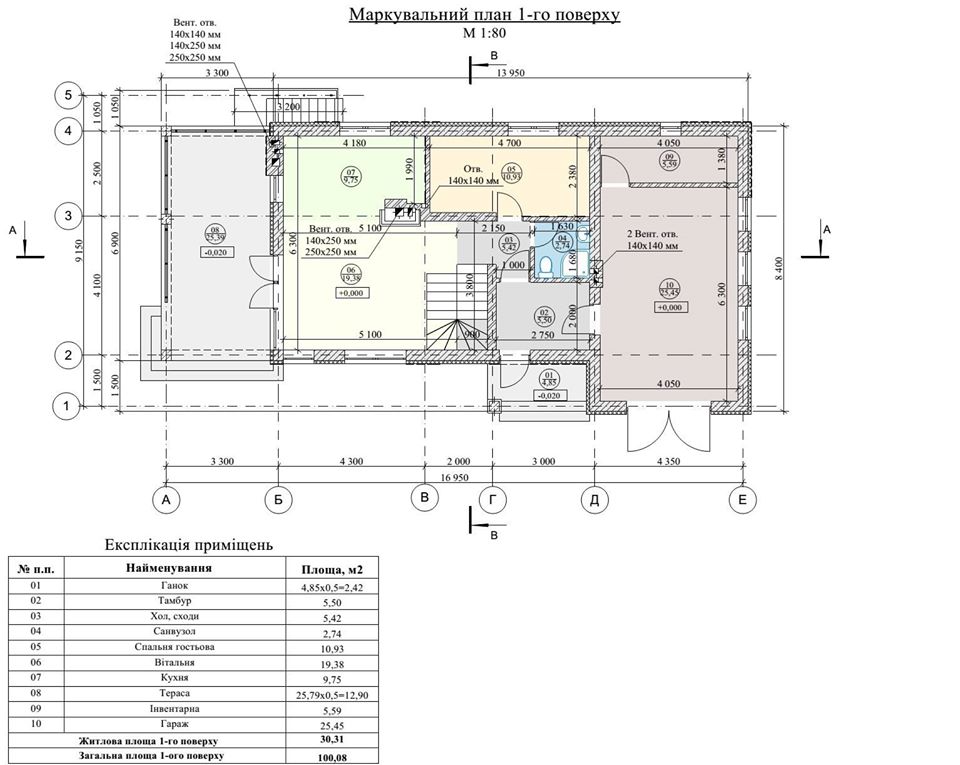 Маркувальний план 1-го поверху
М 1:80
Вент. отв.
140х140 мм
140х250 мм
250х250 мм
В
3 300
13 950
5
1 050
1 050
3 200
4
4 180
4 700
4 050
07
9,75
1 990
Отв.
140х140 мм
05
10,93
2 380
09
5,59
1 380
2 500
3
А
А
08
25,39
-0,020
9 150
6 900
6 300
5 100
2 150
1 630
Вент. отв.
140х250 мм
250х250 мм
03
5,42
04
2,74
2 Вент. отв.
140х140 мм
1 680
1 000
06
19,38
+0,000
3 800
4 100
10
25,45
+0,000
6 300
8 400
02
5,50
2 000
5 100
900
2 750
2
01
4,85
-0,020
4 050
1 500
1 500
1
3 300
4 300
2 000
3 000
4 350
16 950
А
Б
В
Г
Д
Е
В
Експлікація приміщень
№ п.п. Найменування Площа, м2
01 Ганок 4,85х0,5=2,42
02 Тамбур 5,50
03 Хол, сходи 5,42
04 Санвузол 2,74
05 Спальня гостьова 10,93
06 Вітальня 19,38
07 Кухня 9,75
08 Тераса 25,79х0,5=12,90
09 Інвентарна 5,59
10 Гараж 25,45
Житлова площа 1-го поверху 30,31
Загальна площа 1-ого поверху 100,08